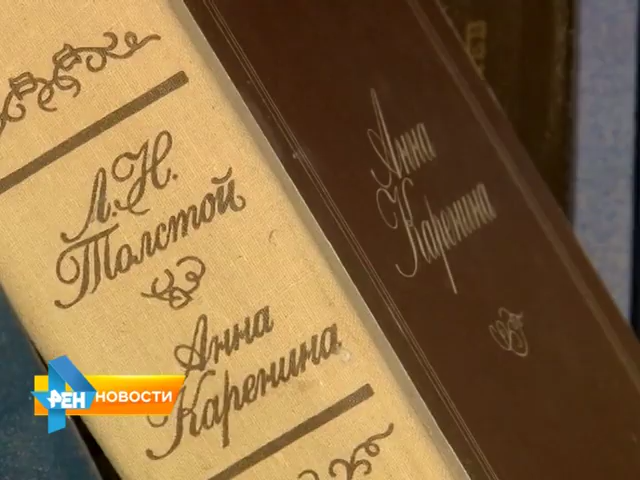 Л.Н.
Толстой
Анна
Каренина
Анна
Каренина
РЕН НОВОСТИ